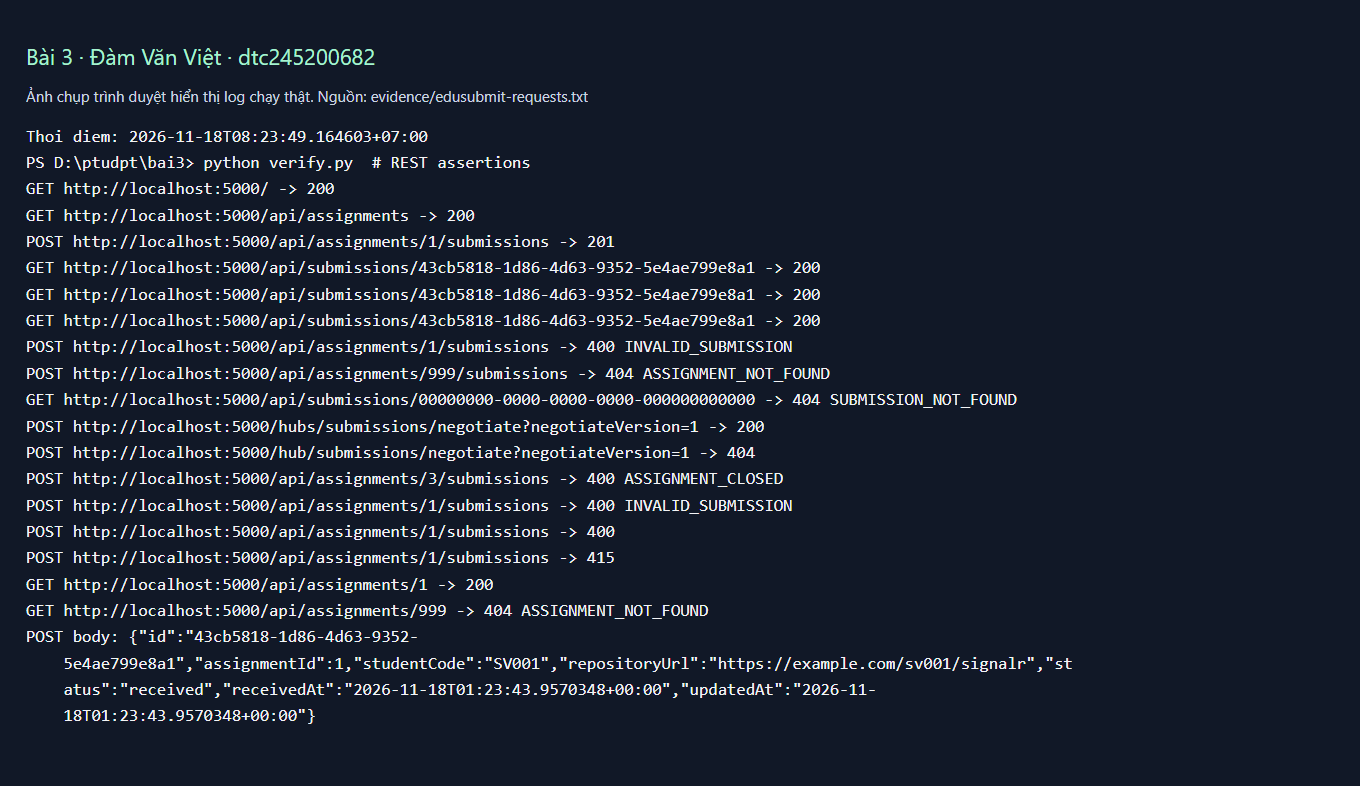 Bài 3 · Đàm Văn Việt · dtc245200682
Ảnh chụp trình duyệt hiển thị log chạy thật. Nguồn: evidence/edusubmit-requests.txt
Thoi diem: 2026-11-18T08:23:49.164603+07:00
PS D:\ptudpt\bai3> python verify.py  # REST assertions
GET http://localhost:5000/ -> 200
GET http://localhost:5000/api/assignments -> 200
POST http://localhost:5000/api/assignments/1/submissions -> 201
GET http://localhost:5000/api/submissions/43cb5818-1d86-4d63-9352-5e4ae799e8a1 -> 200
GET http://localhost:5000/api/submissions/43cb5818-1d86-4d63-9352-5e4ae799e8a1 -> 200
GET http://localhost:5000/api/submissions/43cb5818-1d86-4d63-9352-5e4ae799e8a1 -> 200
POST http://localhost:5000/api/assignments/1/submissions -> 400 INVALID_SUBMISSION
POST http://localhost:5000/api/assignments/999/submissions -> 404 ASSIGNMENT_NOT_FOUND
GET http://localhost:5000/api/submissions/00000000-0000-0000-0000-000000000000 -> 404 SUBMISSION_NOT_FOUND
POST http://localhost:5000/hubs/submissions/negotiate?negotiateVersion=1 -> 200
POST http://localhost:5000/hub/submissions/negotiate?negotiateVersion=1 -> 404
POST http://localhost:5000/api/assignments/3/submissions -> 400 ASSIGNMENT_CLOSED
POST http://localhost:5000/api/assignments/1/submissions -> 400 INVALID_SUBMISSION
POST http://localhost:5000/api/assignments/1/submissions -> 400
POST http://localhost:5000/api/assignments/1/submissions -> 415
GET http://localhost:5000/api/assignments/1 -> 200
GET http://localhost:5000/api/assignments/999 -> 404 ASSIGNMENT_NOT_FOUND
POST body: {"id":"43cb5818-1d86-4d63-9352-
5e4ae799e8a1","assignmentId":1,"studentCode":"SV001","repositoryUrl":"https://example.com/sv001/signalr","st
atus":"received","receivedAt":"2026-11-18T01:23:43.9570348+00:00","updatedAt":"2026-11-
18T01:23:43.9570348+00:00"}